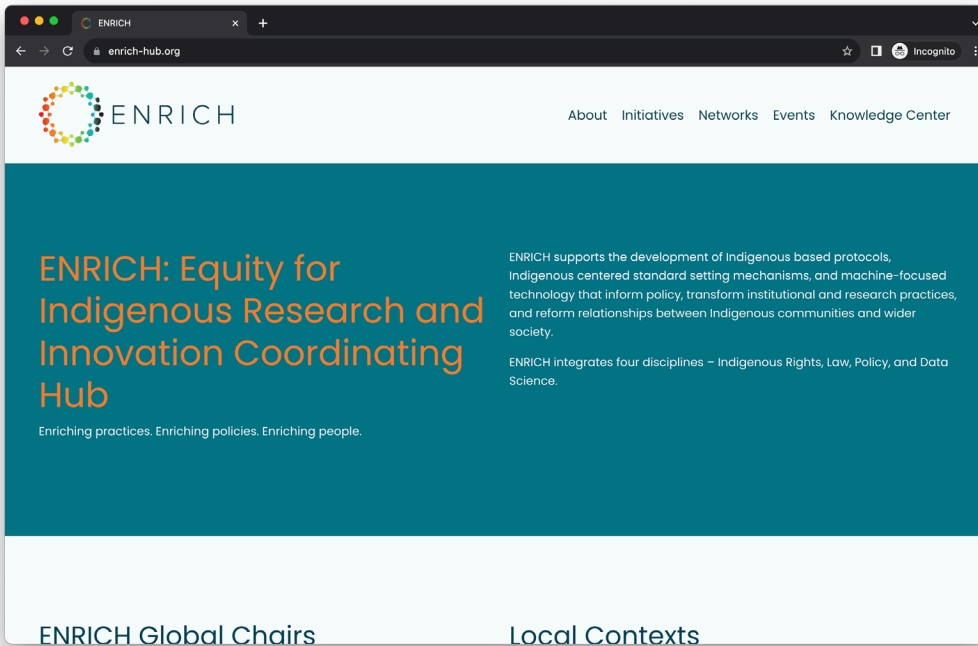 ENRICH
enrich-hub.org
Incognito
ENRICH
About Initiatives Networks Events Knowledge Center
ENRICH: Equity for
Indigenous Research and
Innovation Coordinating
Hub
Enriching practices. Enriching policies. Enriching people.
ENRICH supports the development of Indigenous based protocols,
Indigenous centered standard setting mechanisms, and machine-focused
technology that inform policy, transform institutional and research practices,
and reform relationships between Indigenous communities and wider
society.
ENRICH integrates four disciplines – Indigenous Rights, Law, Policy, and Data
Science.
ENRICH Global Chairs
Local Contexts